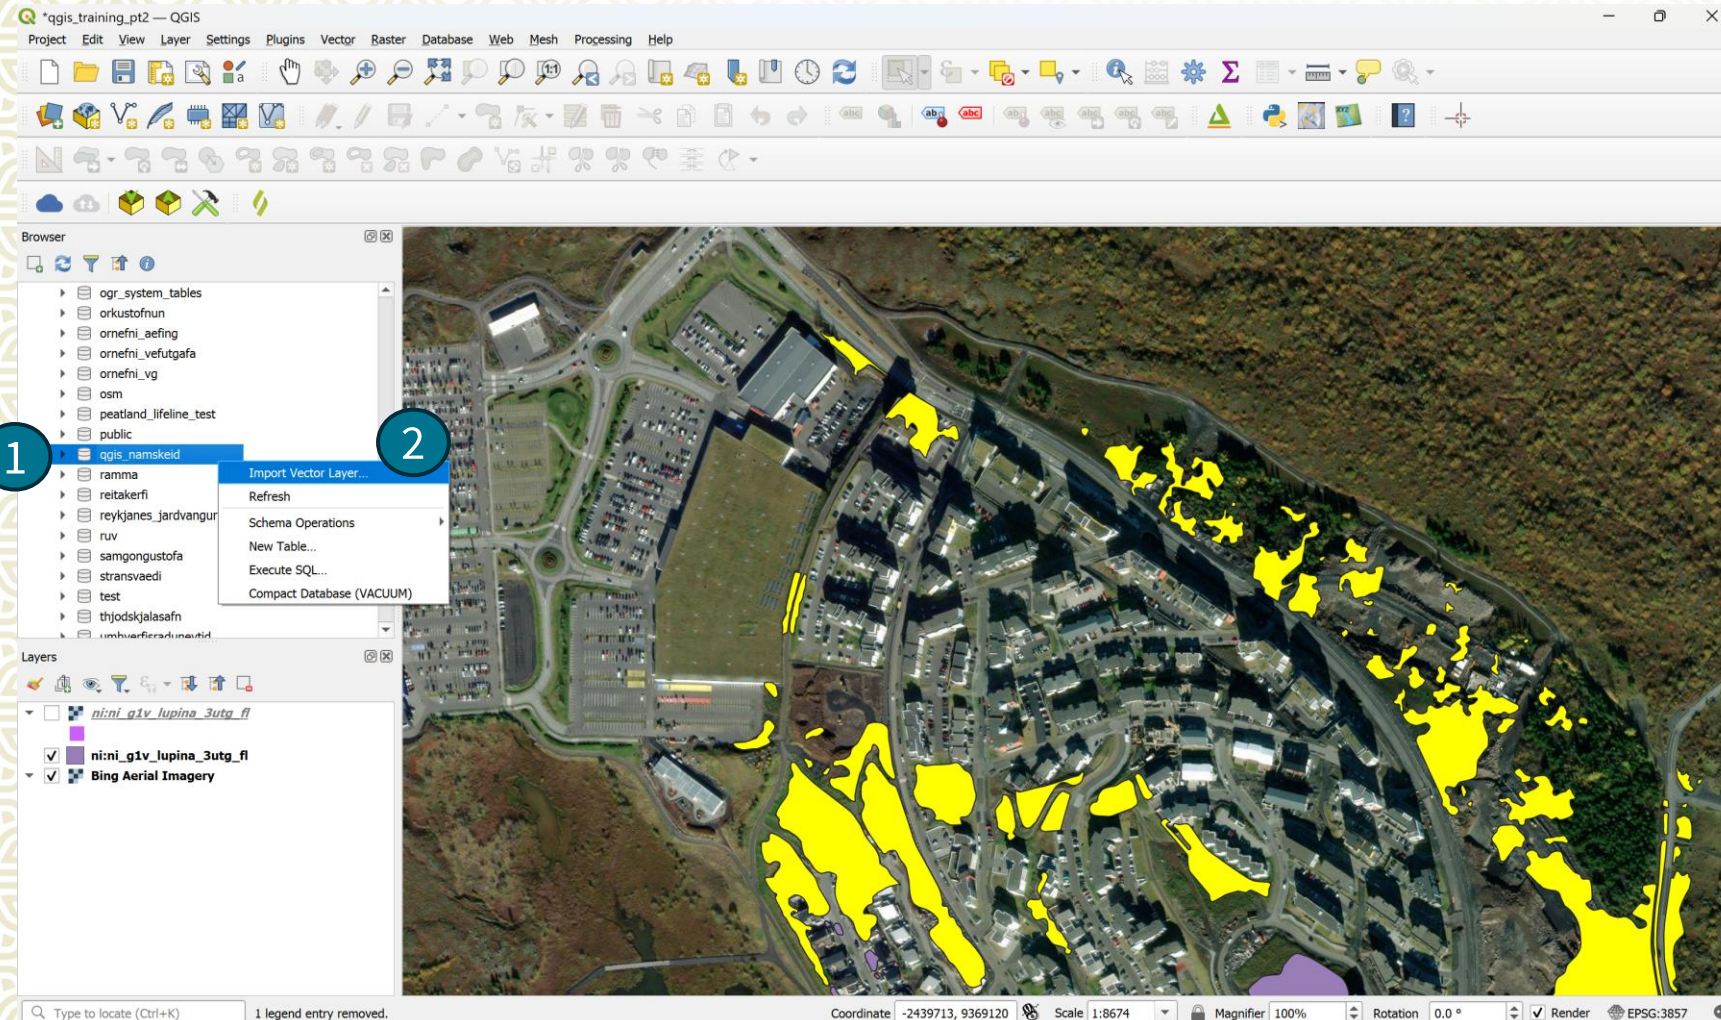 *qgis_training_pt2 — QGIS
Project Edit View Layer Settings Plugins Vector Raster Database Web Mesh Processing Help
Browser
ogr_system_tables
orkustofnun
ornefni_aefing
ornefni_vefutgafa
ornefni_vg
osm
peatland_lifeline_test
public
1
qgis_namskeid
2
ramma
Import Vector Layer...
reitakerfi
Refresh
reykjanes_jardvangur
Schema Operations
ruv
New Table...
samgongustofa
Execute SQL...
stransvaedi
Compact Database (VACUUM)
test
thjodskjalasafn
umhverfisraduneytid
Layers
ni:ni_g1v_lupina_3utg_fl
ni:ni_g1v_lupina_3utg_fl
Bing Aerial Imagery
Type to locate (Ctrl+K) 1 legend entry removed. Coordinate -2439713, 9369120 Scale 1:8674 Magnifier 100% Rotation 0.0 ° Render EPSG:3857